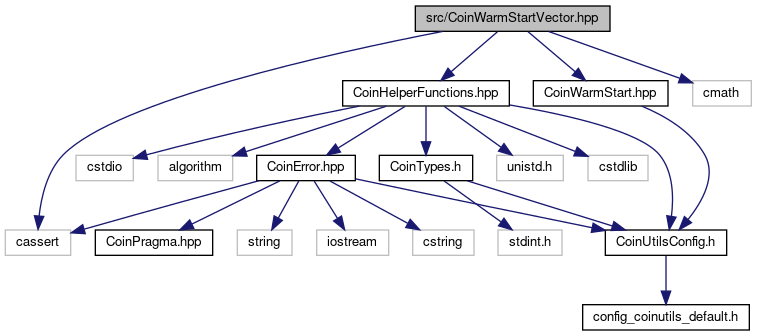 src/CoinWarmStartVector.hpp
CoinHelperFunctions.hpp
CoinWarmStart.hpp
cmath
cstdio
algorithm
CoinError.hpp
CoinTypes.h
unistd.h
cstdlib
cassert
CoinPragma.hpp
string
iostream
cstring
stdint.h
CoinUtilsConfig.h
config_coinutils_default.h